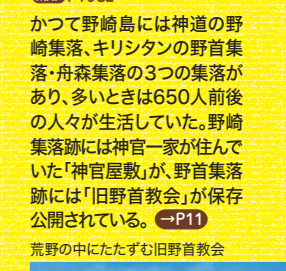 かつて野崎島には神道の野
崎集落、キリシタンの野首集
落・舟森集落の3つの集落が
あり、多いときは650人前後
の人々が生活していた。野崎
集落跡には神官一家が住んで
いた「神官屋敷」が、野首集落
跡には「旧野首教会」が保存
公開されている。 →P11
荒野の中にたたずむ旧野首教会